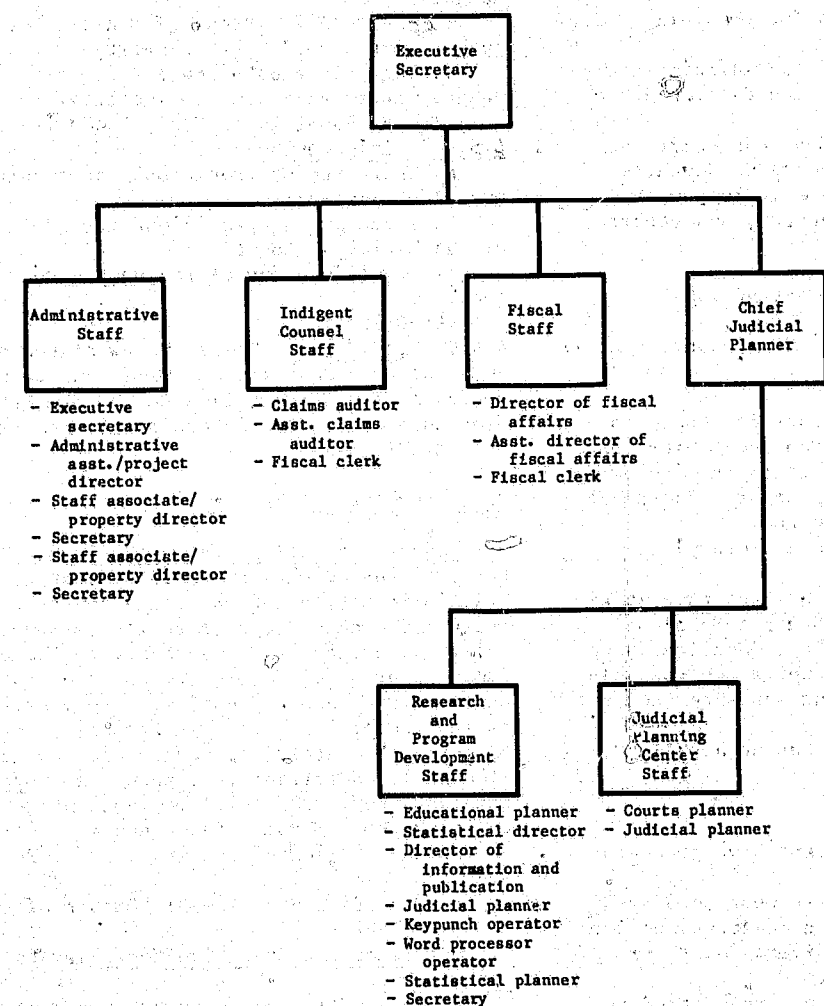 Executive
Secretary
Administrative
Staff
- Executive
secretary
- Administrative
asst./project
director
- Staff associate/
property director
- Secretary
- Staff associate/
property director
- Secretary
Indigent
Counsel
Staff
- Claims auditor
- Asst. claims
auditor
- Fiscal clerk
Fiscal
Staff
- Director of fiscal
affairs
- Asst. director of
fiscal affairs
- Fiscal clerk
Chief
Judicial
Planner
Research
and
Program
Development
Staff
- Educational planner
- Statistical director
- Director of
information and
publication
- Judicial planner
- Keypunch operator
- Word processor
operator
- Statistical planner
- Secretary
Judicial
Planning
Center
Staff
- Courts planner
- Judicial planner